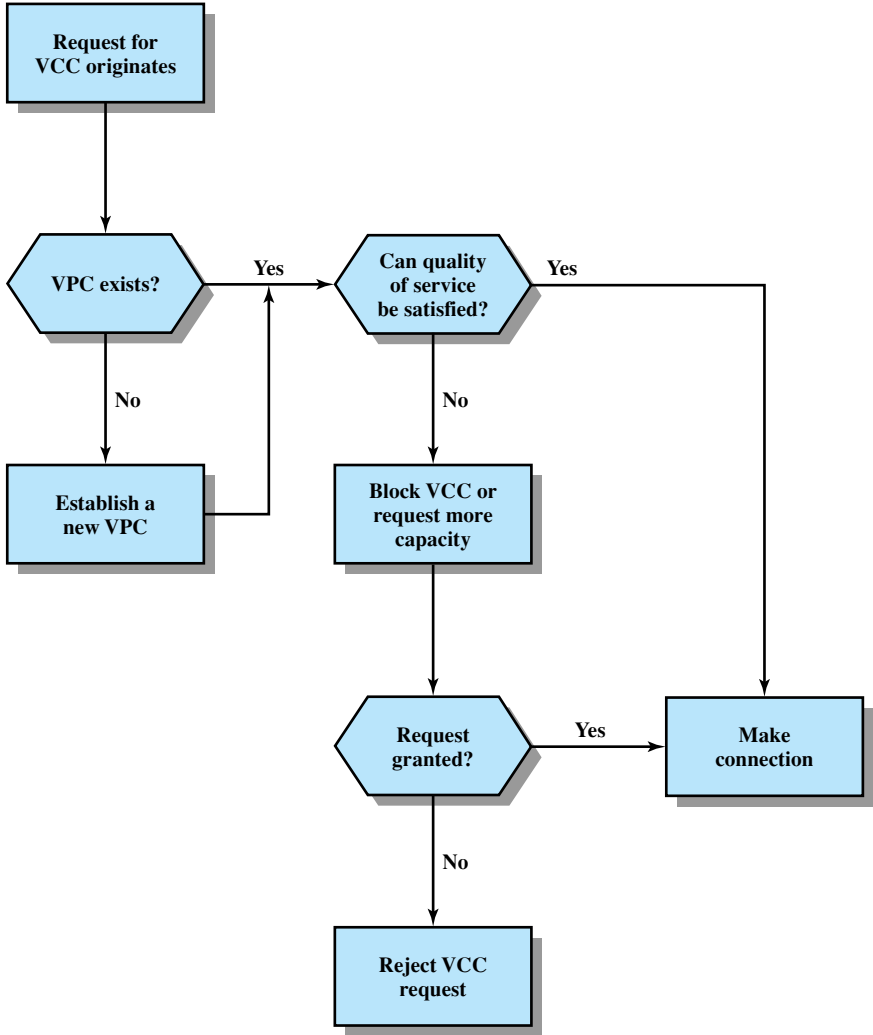 Request for
VCC originates
VPC exists?
Yes
Can quality
of service
be satisfied?
Yes
No
No
Establish a
new VPC
Block VCC or
request more
capacity
Request
granted?
Yes
Make
connection
No
Reject VCC
request